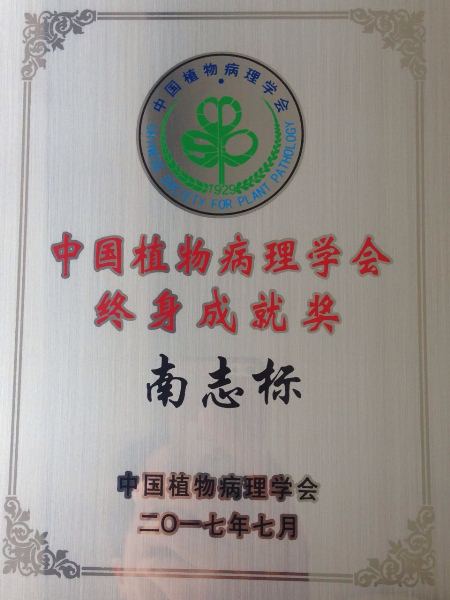 中国植物病理学会
CHINESE SOCIETY FOR PLANT PATHOLOGY
1929
中国植物病理学会
终身成就奖
南志标
中国植物病理学会
二〇一七年七月